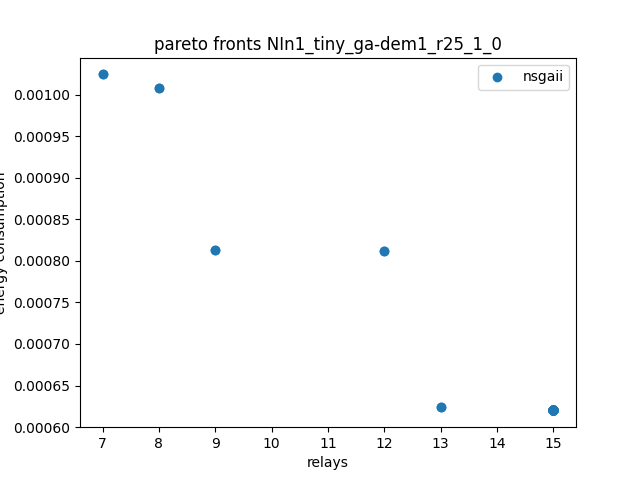 pareto fronts NIn1_tiny_ga-dem1_r25_1_0
nsgaii
0.00100
0.00095
0.00090
0.00085
0.00080
0.00075
0.00070
0.00065
0.00060
energy consumption
7 8 9 10 11 12 13 14 15
relays